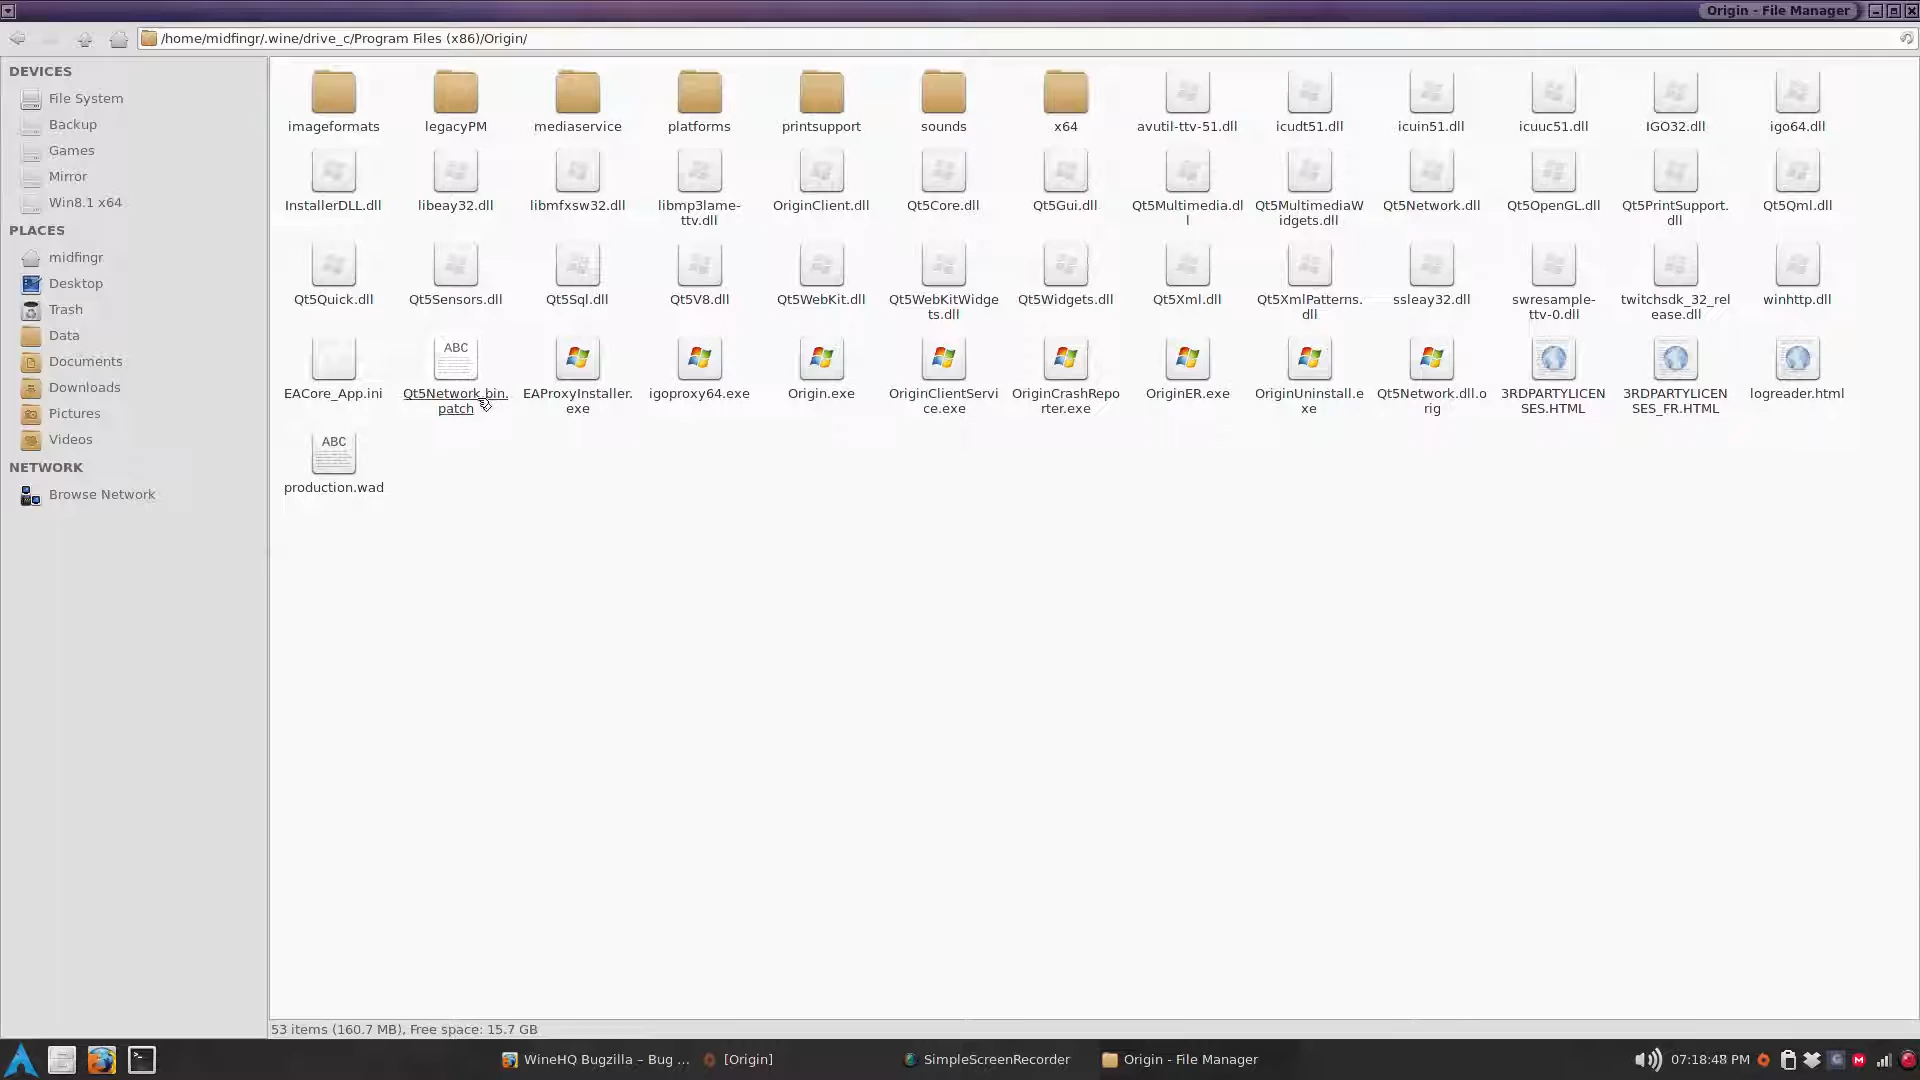 Origin - File Manager
/home/midfingr/.wine/drive_c/Program Files (x86)/Origin/
DEVICES
File System
Backup
Games
Mirror
Win8.1 x64
PLACES
midfingr
Desktop
Trash
Data
Documents
Downloads
Pictures
Videos
NETWORK
Browse Network
imageformats
legacyPM
mediaservice
platforms
printsupport
sounds
x64
avutil-ttv-51.dll
icudt51.dll
icuin51.dll
icuuc51.dll
IGO32.dll
igo64.dll
InstallerDLL.dll
libeay32.dll
libmfxsw32.dll
libmp3lame-
ttv.dll
OriginClient.dll
Qt5Core.dll
Qt5Gui.dll
Qt5Multimedia.dl
l
Qt5MultimediaW
idgets.dll
Qt5Network.dll
Qt5OpenGL.dll
Qt5PrintSupport.
dll
Qt5Qml.dll
Qt5Quick.dll
Qt5Sensors.dll
Qt5Sql.dll
Qt5V8.dll
Qt5WebKit.dll
Qt5WebKitWidge
ts.dll
Qt5Widgets.dll
Qt5Xml.dll
Qt5XmlPatterns.
dll
ssleay32.dll
swresample-
ttv-0.dll
twitchsdk_32_rel
ease.dll
winhttp.dll
EACore_App.ini
ABC
Qt5Network.bin.
patch
EAProxyInstaller.
exe
igoproxy64.exe
Origin.exe
OriginClientServi
ce.exe
OriginCrashRepo
rter.exe
OriginER.exe
OriginUninstall.e
xe
Qt5Network.dll.o
rig
3RDPARTYLICEN
SES.HTML
3RDPARTYLICEN
SES_FR.HTML
logreader.html
ABC
production.wad
53 items (160.7 MB), Free space: 15.7 GB
WineHQ Bugzilla – Bug ...
[Origin]
SimpleScreenRecorder
Origin - File Manager
07:18:48 PM